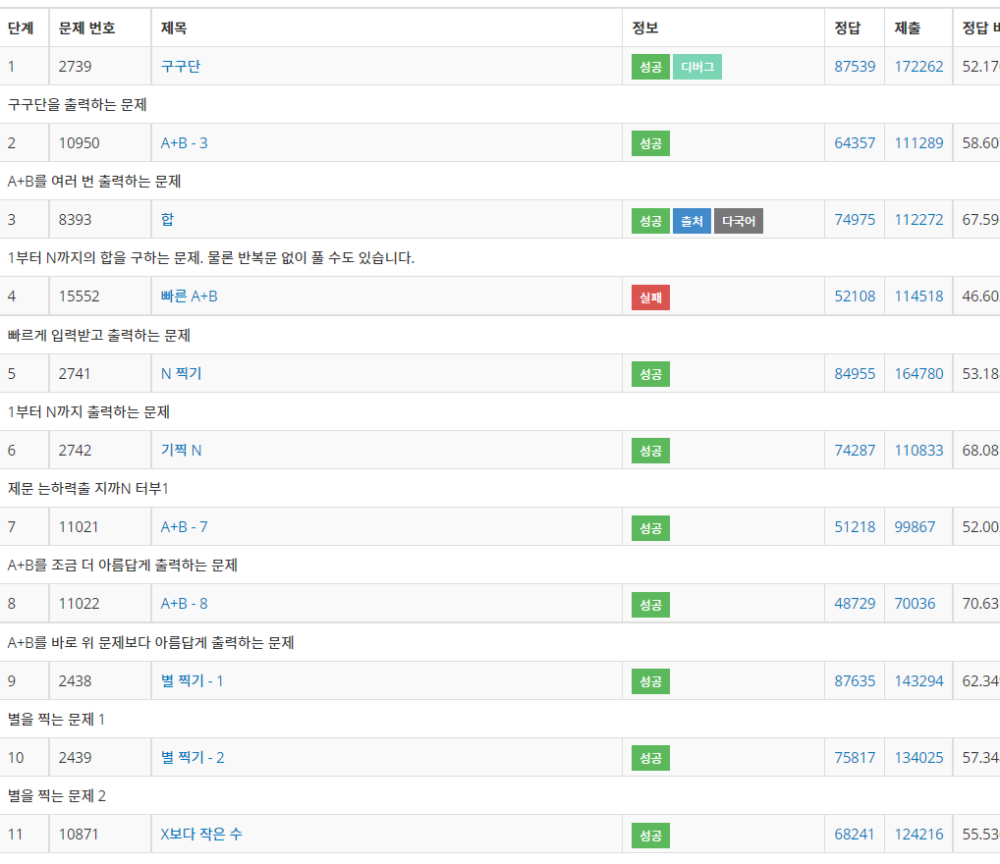 단계 문제 번호 제목 정보 정답 제출 정답
1 2739 구구단 성공 디버그 87539 172262 52.17
구구단을 출력하는 문제
2 10950 A+B - 3 성공 64357 111289 58.60
A+B를 여러 번 출력하는 문제
3 8393 합 성공 출처 다국어 74975 112272 67.59
1부터 N까지의 합을 구하는 문제. 물론 반복문 없이 풀 수도 있습니다.
4 15552 빠른 A+B 실패 52108 114518 46.60
빠르게 입력받고 출력하는 문제
5 2741 N 찍기 성공 84955 164780 53.18
1부터 N까지 출력하는 문제
6 2742 기찍 N 성공 74287 110833 68.08
제문 는하력출 지까N 터부1
7 11021 A+B - 7 성공 51218 99867 52.00
A+B를 조금 더 아름답게 출력하는 문제
8 11022 A+B - 8 성공 48729 70036 70.63
A+B를 바로 위 문제보다 아름답게 출력하는 문제
9 2438 별 찍기 - 1 성공 87635 143294 62.34
별을 찍는 문제 1
10 2439 별 찍기 - 2 성공 75817 134025 57.34
별을 찍는 문제 2
11 10871 X보다 작은 수 성공 68241 124216 55.53